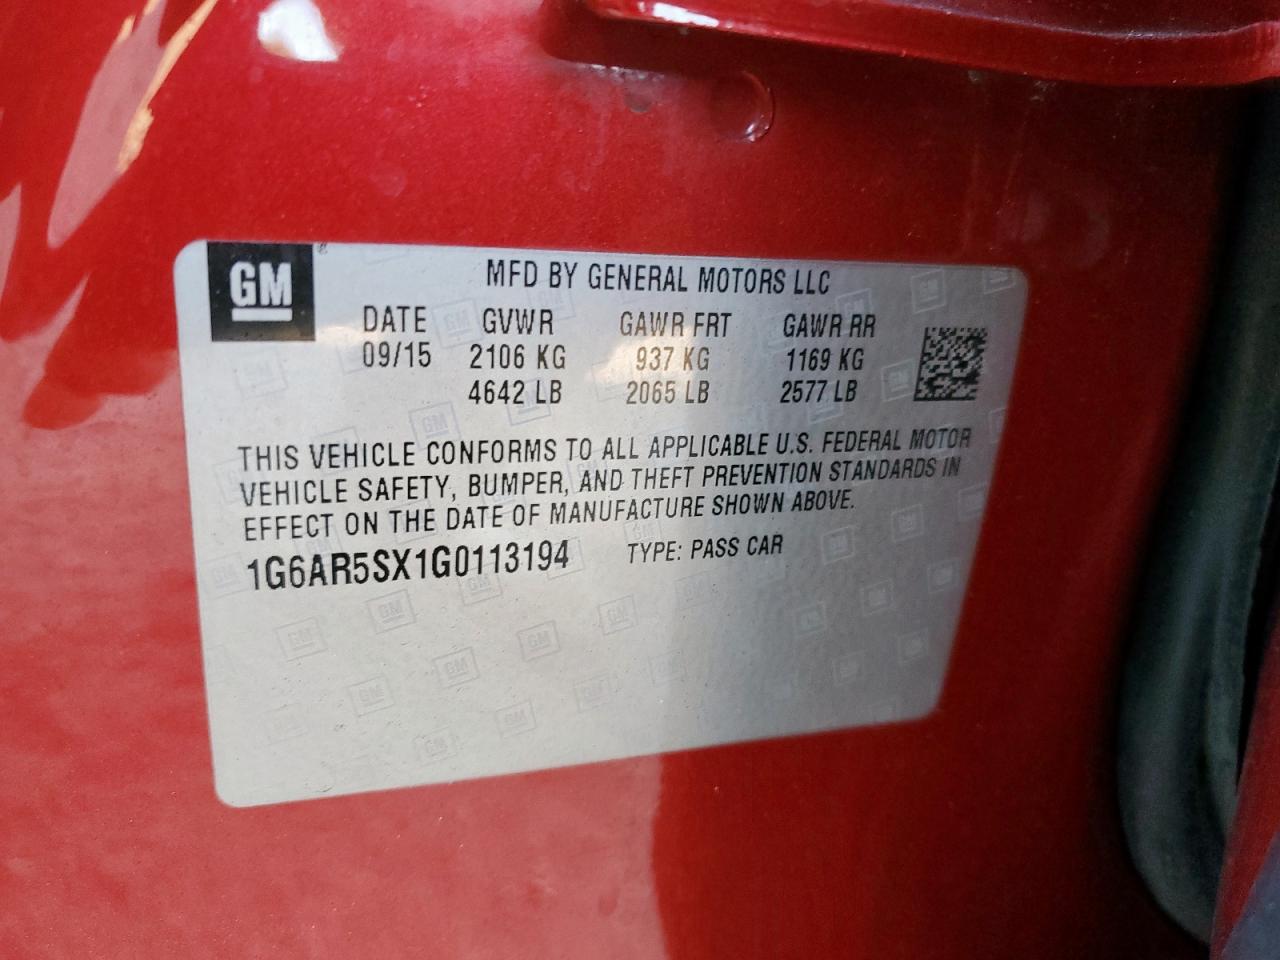 GM
MFD BY GENERAL MOTORS LLC
DATE GVWR GAWR FRT GAWR RR
09/15 2106 KG 937 KG 1169 KG
4642 LB 2065 LB 2577 LB
THIS VEHICLE CONFORMS TO ALL APPLICABLE U.S. FEDERAL MOTOR
VEHICLE SAFETY, BUMPER, AND THEFT PREVENTION STANDARDS IN
EFFECT ON THE DATE OF MANUFACTURE SHOWN ABOVE.
1G6AR5SX1G0113194 TYPE: PASS CAR